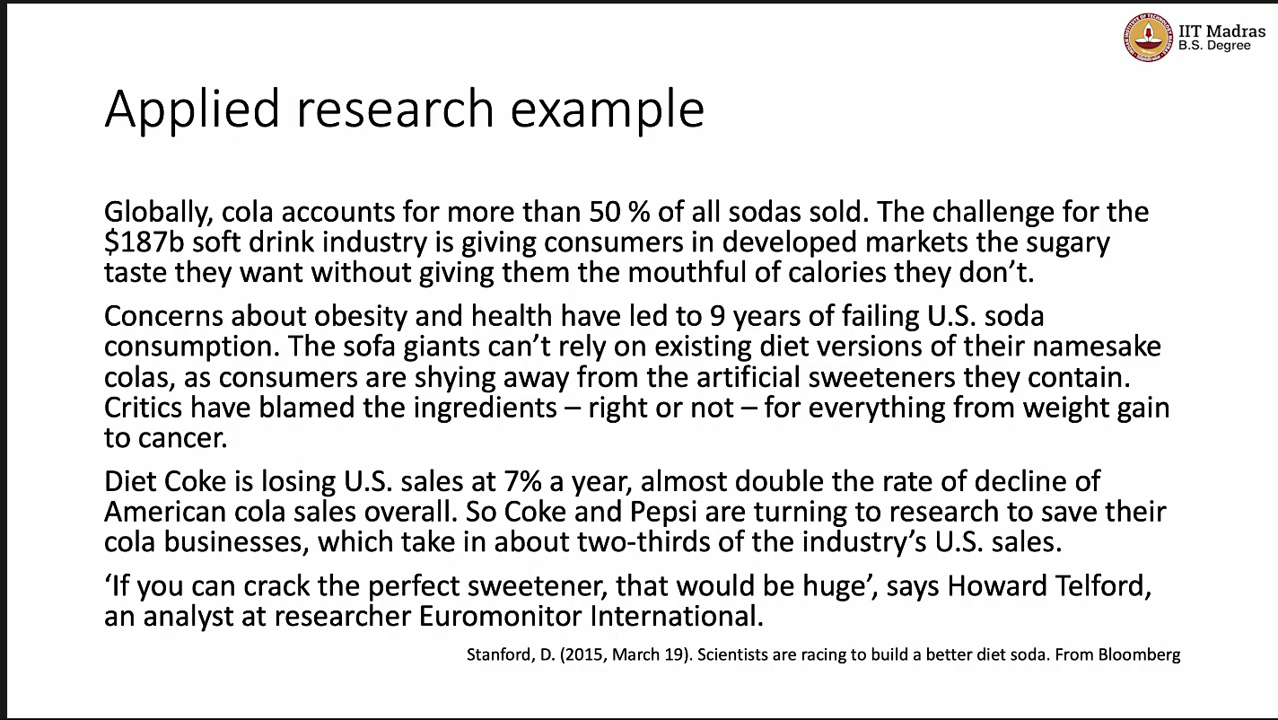 IIT Madras
B.S. Degree
Applied research example
Globally, cola accounts for more than 50 % of all sodas sold. The challenge for the
$187b soft drink industry is giving consumers in developed markets the sugary
taste they want without giving them the mouthful of calories they don’t.
Concerns about obesity and health have led to 9 years of failing U.S. soda
consumption. The sofa giants can’t rely on existing diet versions of their namesake
colas, as consumers are shying away from the artificial sweeteners they contain.
Critics have blamed the ingredients – right or not – for everything from weight gain
to cancer.
Diet Coke is losing U.S. sales at 7% a year, almost double the rate of decline of
American cola sales overall. So Coke and Pepsi are turning to research to save their
cola businesses, which take in about two-thirds of the industry’s U.S. sales.
‘If you can crack the perfect sweetener, that would be huge’, says Howard Telford,
an analyst at researcher Euromonitor International.
Stanford, D. (2015, March 19). Scientists are racing to build a better diet soda. From Bloomberg